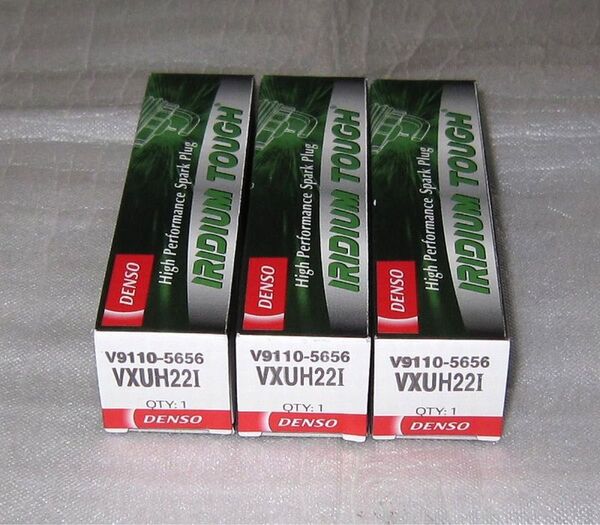 DENSO
High Performance Spark Plug
IRIDIUM TOUGH®
V9110-5656
VXUH22I
QTY: 1
DENSO
DENSO
High Performance Spark Plug
IRIDIUM TOUGH®
V9110-5656
VXUH22I
QTY: 1
DENSO
DENSO
High Performance Spark Plug
IRIDIUM TOUGH®
V9110-5656
VXUH22I
QTY: 1
DENSO